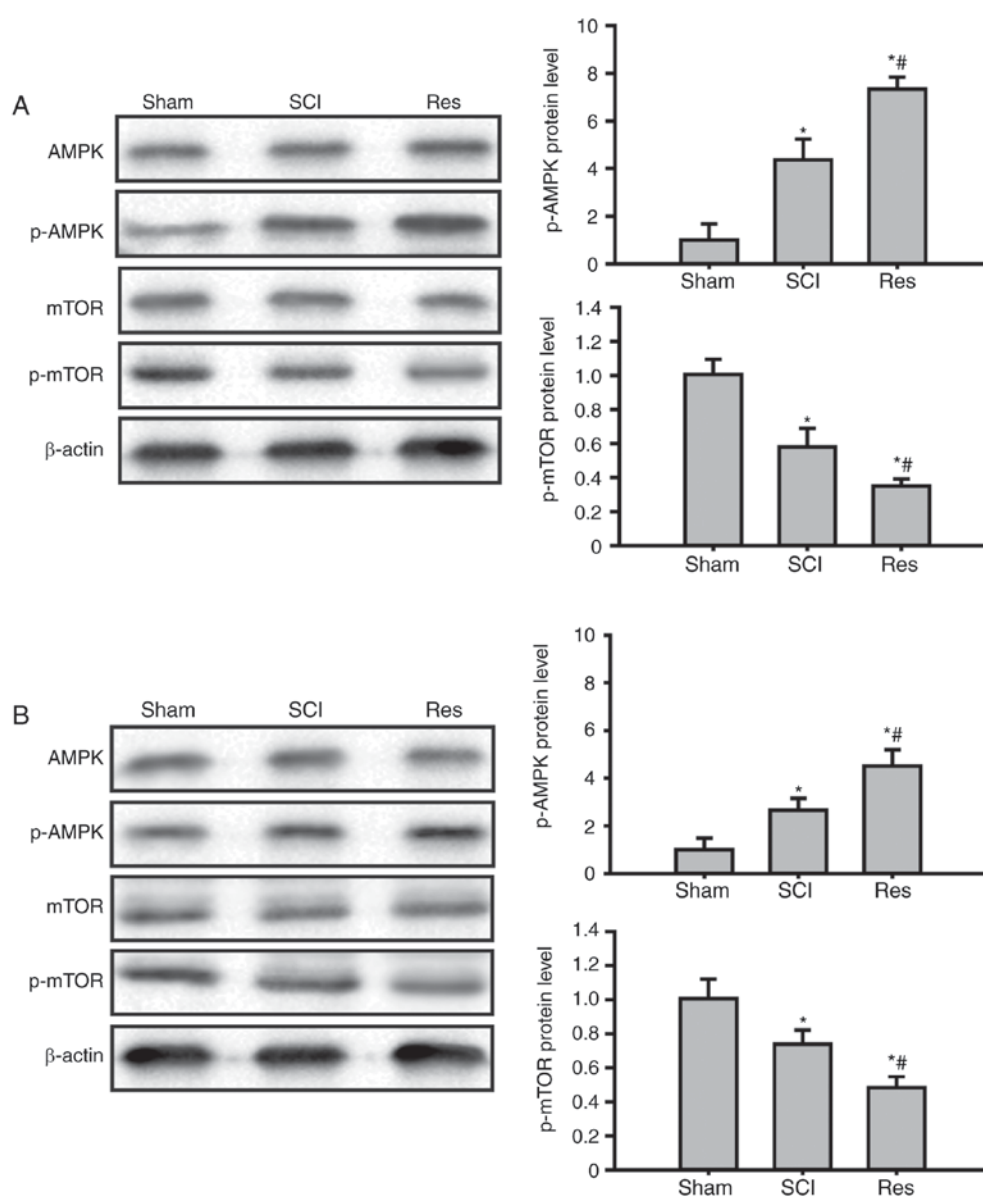 A
Sham SCI Res
AMPK
p-AMPK
mTOR
p-mTOR
β-actin
p-AMPK protein level
10
8
6
4
2
0
*
*#
Sham SCI Res
p-mTOR protein level
1.4
1.2
1.0
0.8
0.6
0.4
0.2
0
*
*#
Sham SCI Res
B
Sham SCI Res
AMPK
p-AMPK
mTOR
p-mTOR
β-actin
p-AMPK protein level
10
8
6
4
2
0
*
*#
Sham SCI Res
p-mTOR protein level
1.4
1.2
1.0
0.8
0.6
0.4
0.2
0
*
*#
Sham SCI Res